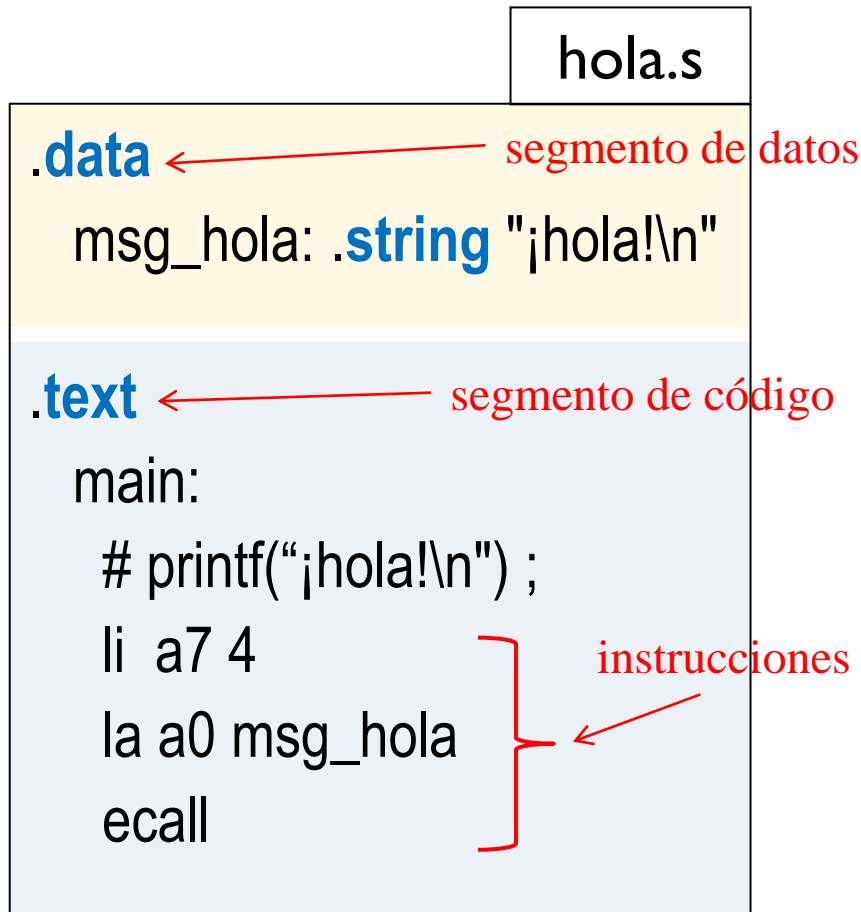 hola.s
.data
segmento de datos
msg_hola: .string "¡hola!\n"
.text
segmento de código
main:
# printf(“¡hola!\n") ;
li  a7 4
instrucciones
la a0 msg_hola
ecall